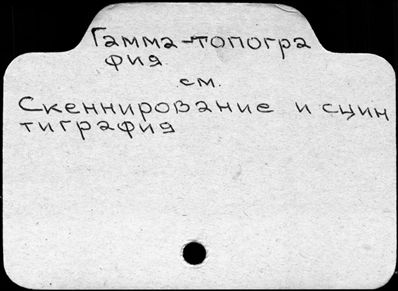 Гамма-топогра
фия
см.
Скеннирование и сцин
тиграфия